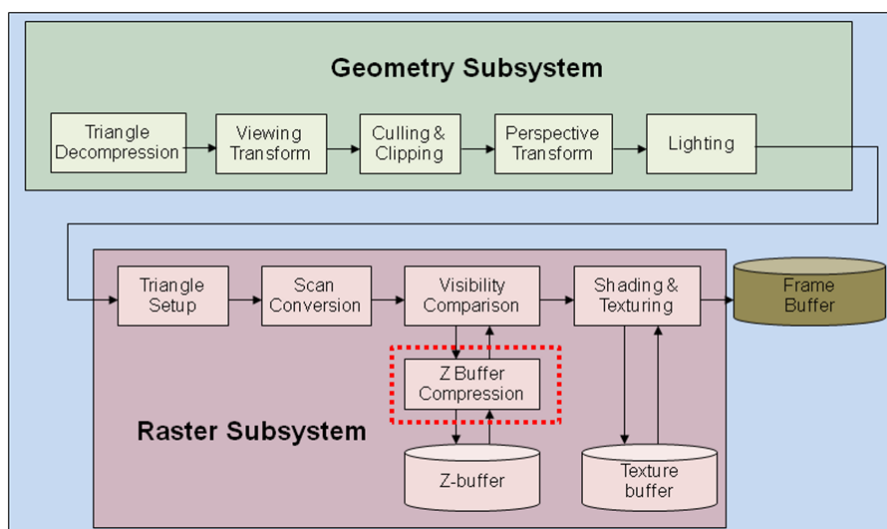 Geometry Subsystem
Triangle
Decompression
Viewing
Transform
Culling &
Clipping
Perspective
Transform
Lighting
Triangle
Setup
Scan
Conversion
Visibility
Comparison
Shading &
Texturing
Frame
Buffer
Z Buffer
Compression
Raster Subsystem
Z-buffer
Texture
buffer